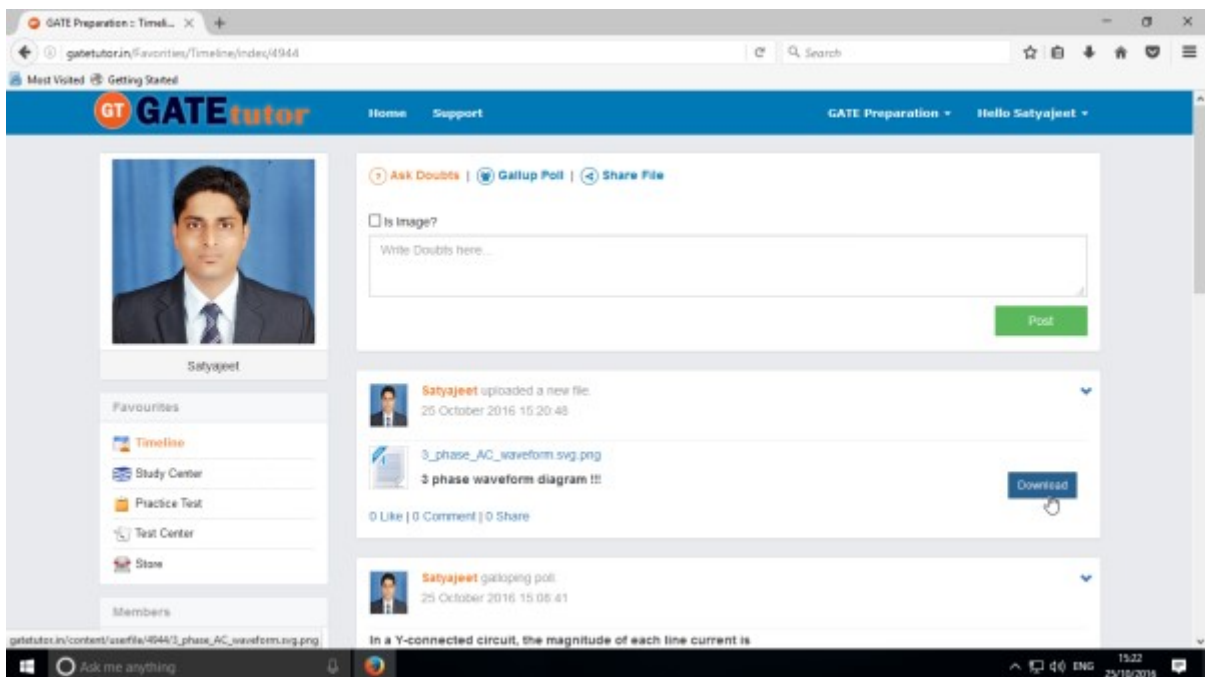 GATE Preparation :: Timeli...
gatetutor.in/Favorities/Timeline/index/4944
Search
Most Visited Getting Started
GT GATEtutor Home Support GATE Preparation Hello Satyajeet
? Ask Doubts | Gallup Poll | Share File
Is Image?
Write Doubts here...
Post
Satyajeet
Favourites
Timeline
Study Center
Practice Test
Test Center
Store
Members
Satyajeet uploaded a new file.
25 October 2016 15:20:48
3_phase_AC_waveform.svg.png
3 phase waveform diagram !!!
Download
0 Like | 0 Comment | 0 Share
Satyajeet galloping poll.
25 October 2016 15:08:41
In a Y-connected circuit, the magnitude of each line current is
gatetutor.in/content/userfile/4944/3_phase_AC_waveform.svg.png
Ask me anything
ENG
15:22
25/10/2016